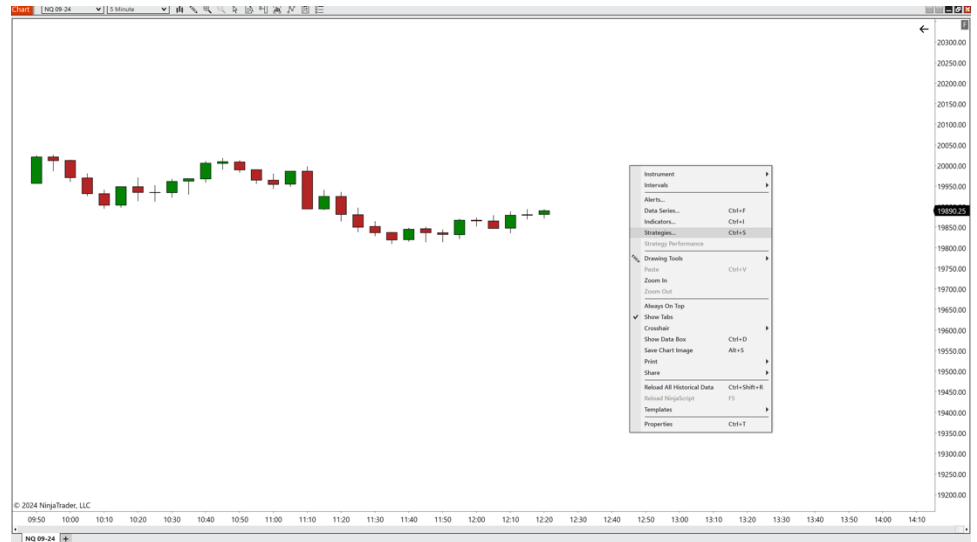 Chart NQ 09-24 5 Minute
F
20300.00
20250.00
20200.00
20150.00
20100.00
20050.00
20000.00
19950.00
19890.25
19850.00
19800.00
19750.00
19700.00
19650.00
19600.00
19550.00
19500.00
19450.00
19400.00
19350.00
19300.00
19250.00
19200.00
Instrument
Intervals
Alerts...
Data Series... Ctrl+F
Indicators... Ctrl+I
Strategies... Ctrl+S
Strategy Performance
Drawing Tools
Paste Ctrl+V
Zoom In
Zoom Out
Always On Top
Show Tabs
Crosshair
Show Data Box Ctrl+D
Save Chart Image Alt+S
Print
Share
Reload All Historical Data Ctrl+Shift+R
Reload NinjaScript F5
Templates
Properties Ctrl+T
© 2024 NinjaTrader, LLC
09:50 10:00 10:10 10:20 10:30 10:40 10:50 11:00 11:10 11:20 11:30 11:40 11:50 12:00 12:10 12:20 12:30 12:40 12:50 13:00 13:10 13:20 13:30 13:40 13:50 14:00 14:10
NQ 09-24 +